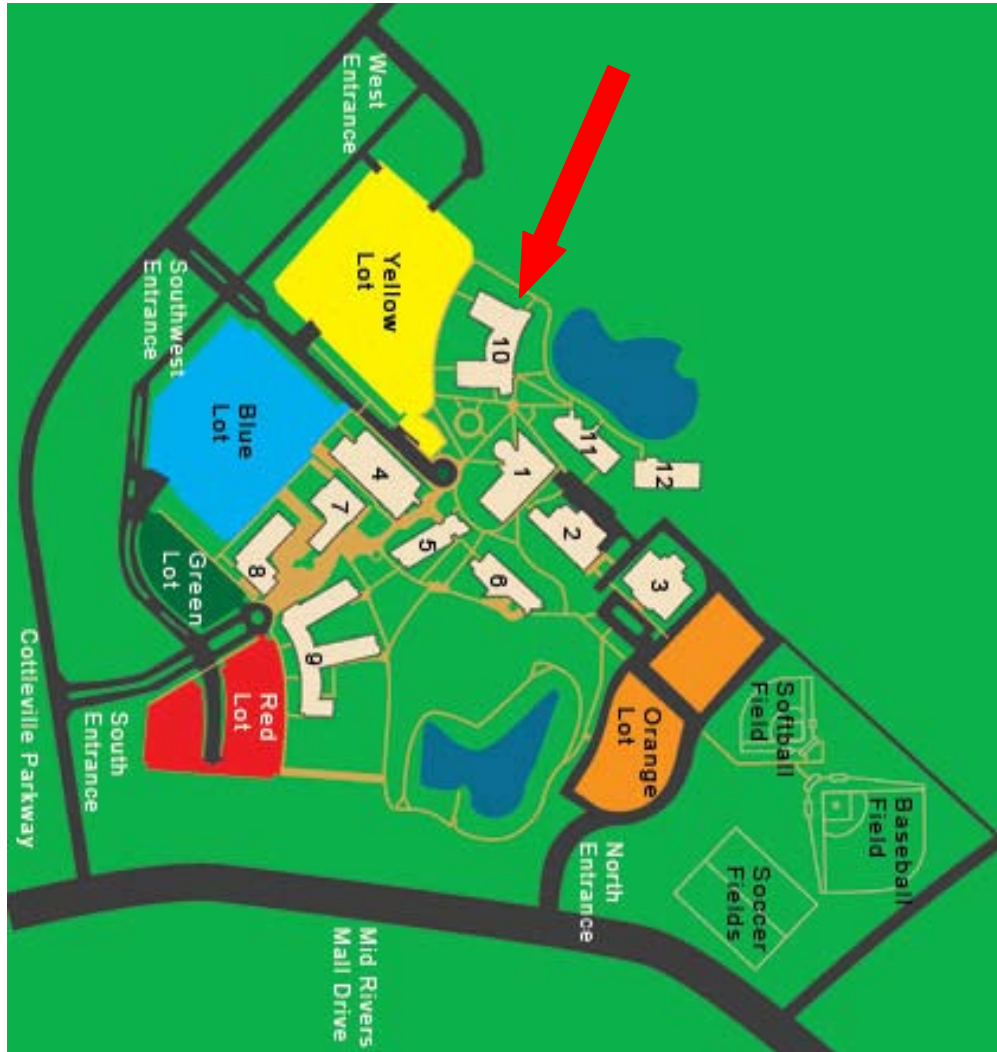 West
Entrance
Yellow
Lot
Southwest
Entrance
10
Blue
Lot
11
12
1
4
7
2
5
8
6
3
Green
Lot
9
Cottleville Parkway
South
Entrance
Red
Lot
Orange
Lot
Softball
Field
Baseball
Field
North
Entrance
Soccer
Fields
Mid Rivers
Mall Drive